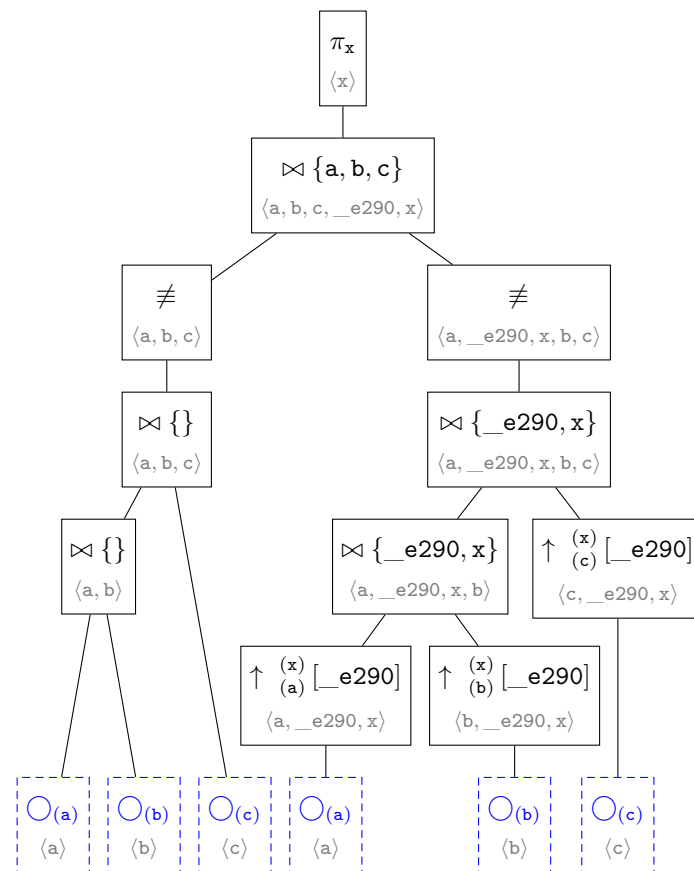 π_x
⟨x⟩
⋈ {a, b, c}
⟨a, b, c, __e290, x⟩
≢
⟨a, b, c⟩
≢
⟨a, __e290, x, b, c⟩
⋈ {}
⟨a, b, c⟩
⋈ {__e290, x}
⟨a, __e290, x, b, c⟩
⋈ {}
⟨a, b⟩
⋈ {__e290, x}
⟨a, __e290, x, b⟩
↑ (x) (c) [__e290]
⟨c, __e290, x⟩
↑ (x) (a) [__e290]
⟨a, __e290, x⟩
↑ (x) (b) [__e290]
⟨b, __e290, x⟩
◯(a)
⟨a⟩
◯(b)
⟨b⟩
◯(c)
⟨c⟩
◯(a)
⟨a⟩
◯(b)
⟨b⟩
◯(c)
⟨c⟩